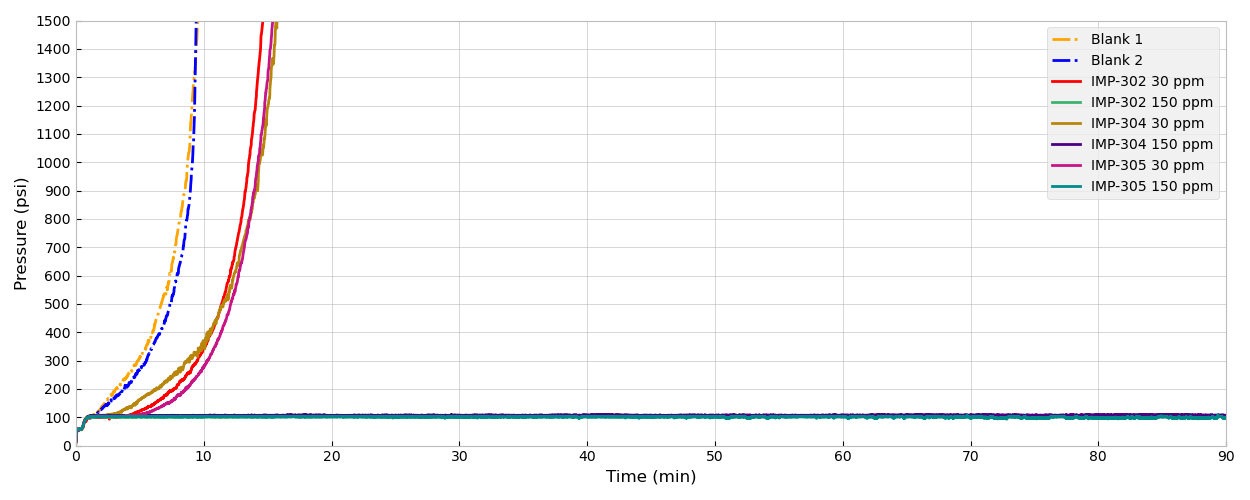 1500
1400
1300
1200
1100
1000
900
800
700
600
500
400
300
200
100
0
Pressure (psi)
0 10 20 30 40 50 60 70 80 90
Time (min)
Blank 1
Blank 2
IMP-302 30 ppm
IMP-302 150 ppm
IMP-304 30 ppm
IMP-304 150 ppm
IMP-305 30 ppm
IMP-305 150 ppm